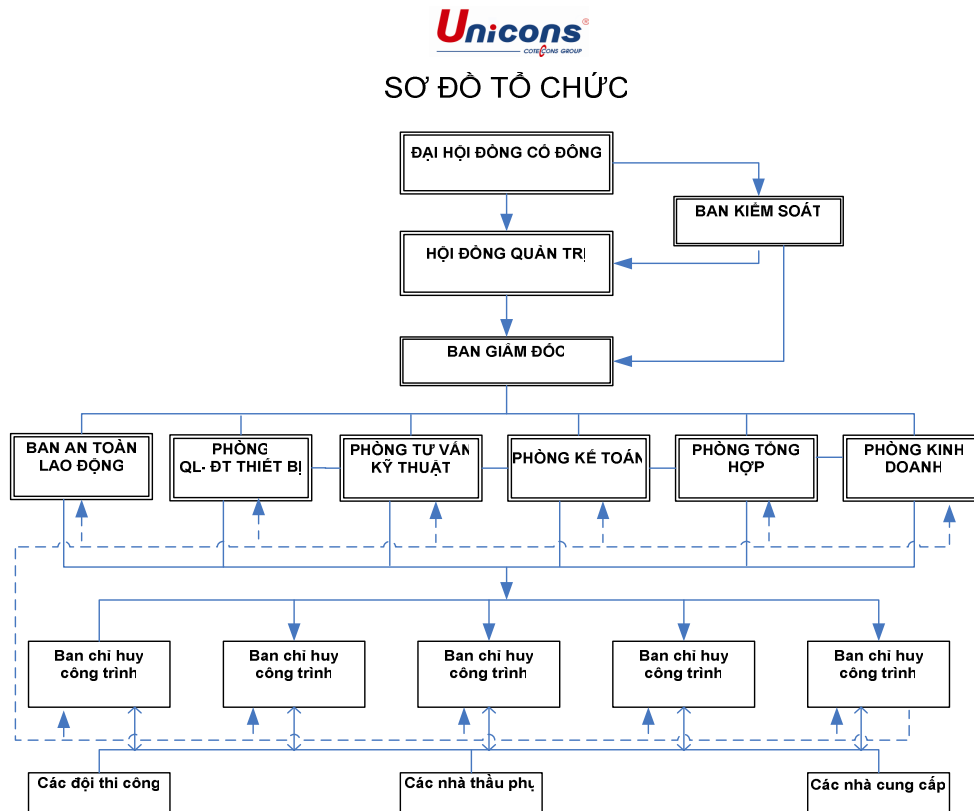 Unicons®
COTECCONS GROUP
SƠ ĐỒ TỔ CHỨC
ĐẠI HỘI ĐỒNG CỔ ĐÔNG
BAN KIỂM SOÁT
HỘI ĐỒNG QUẢN TRỊ
BAN GIÁM ĐỐC
BAN AN TOÀN
LAO ĐỘNG
PHÒNG
QL- ĐT THIẾT BỊ
PHÒNG TƯ VẤN
KỸ THUẬT
PHÒNG KẾ TOÁN
PHÒNG TỔNG
HỢP
PHÒNG KINH
DOANH
Ban chỉ huy
công trình
Ban chỉ huy
công trình
Ban chỉ huy
công trình
Ban chỉ huy
công trình
Ban chỉ huy
công trình
Các đội thi công
Các nhà thầu phụ
Các nhà cung cấp